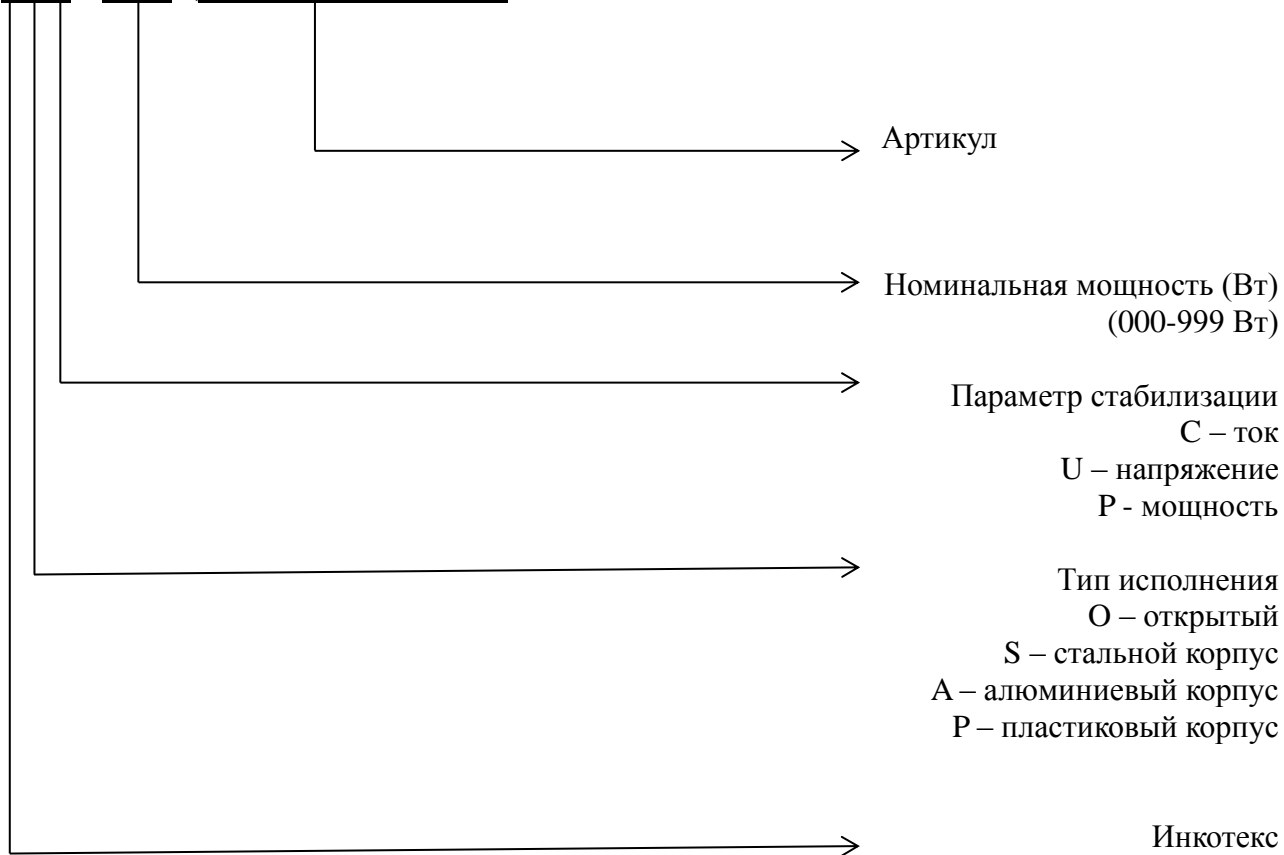 Артикул
Номинальная мощность (Вт)
(000-999 Вт)
Параметр стабилизации
C – ток
U – напряжение
P - мощность
Тип исполнения
O – открытый
S – стальной корпус
A – алюминиевый корпус
P – пластиковый корпус
Инкотекс